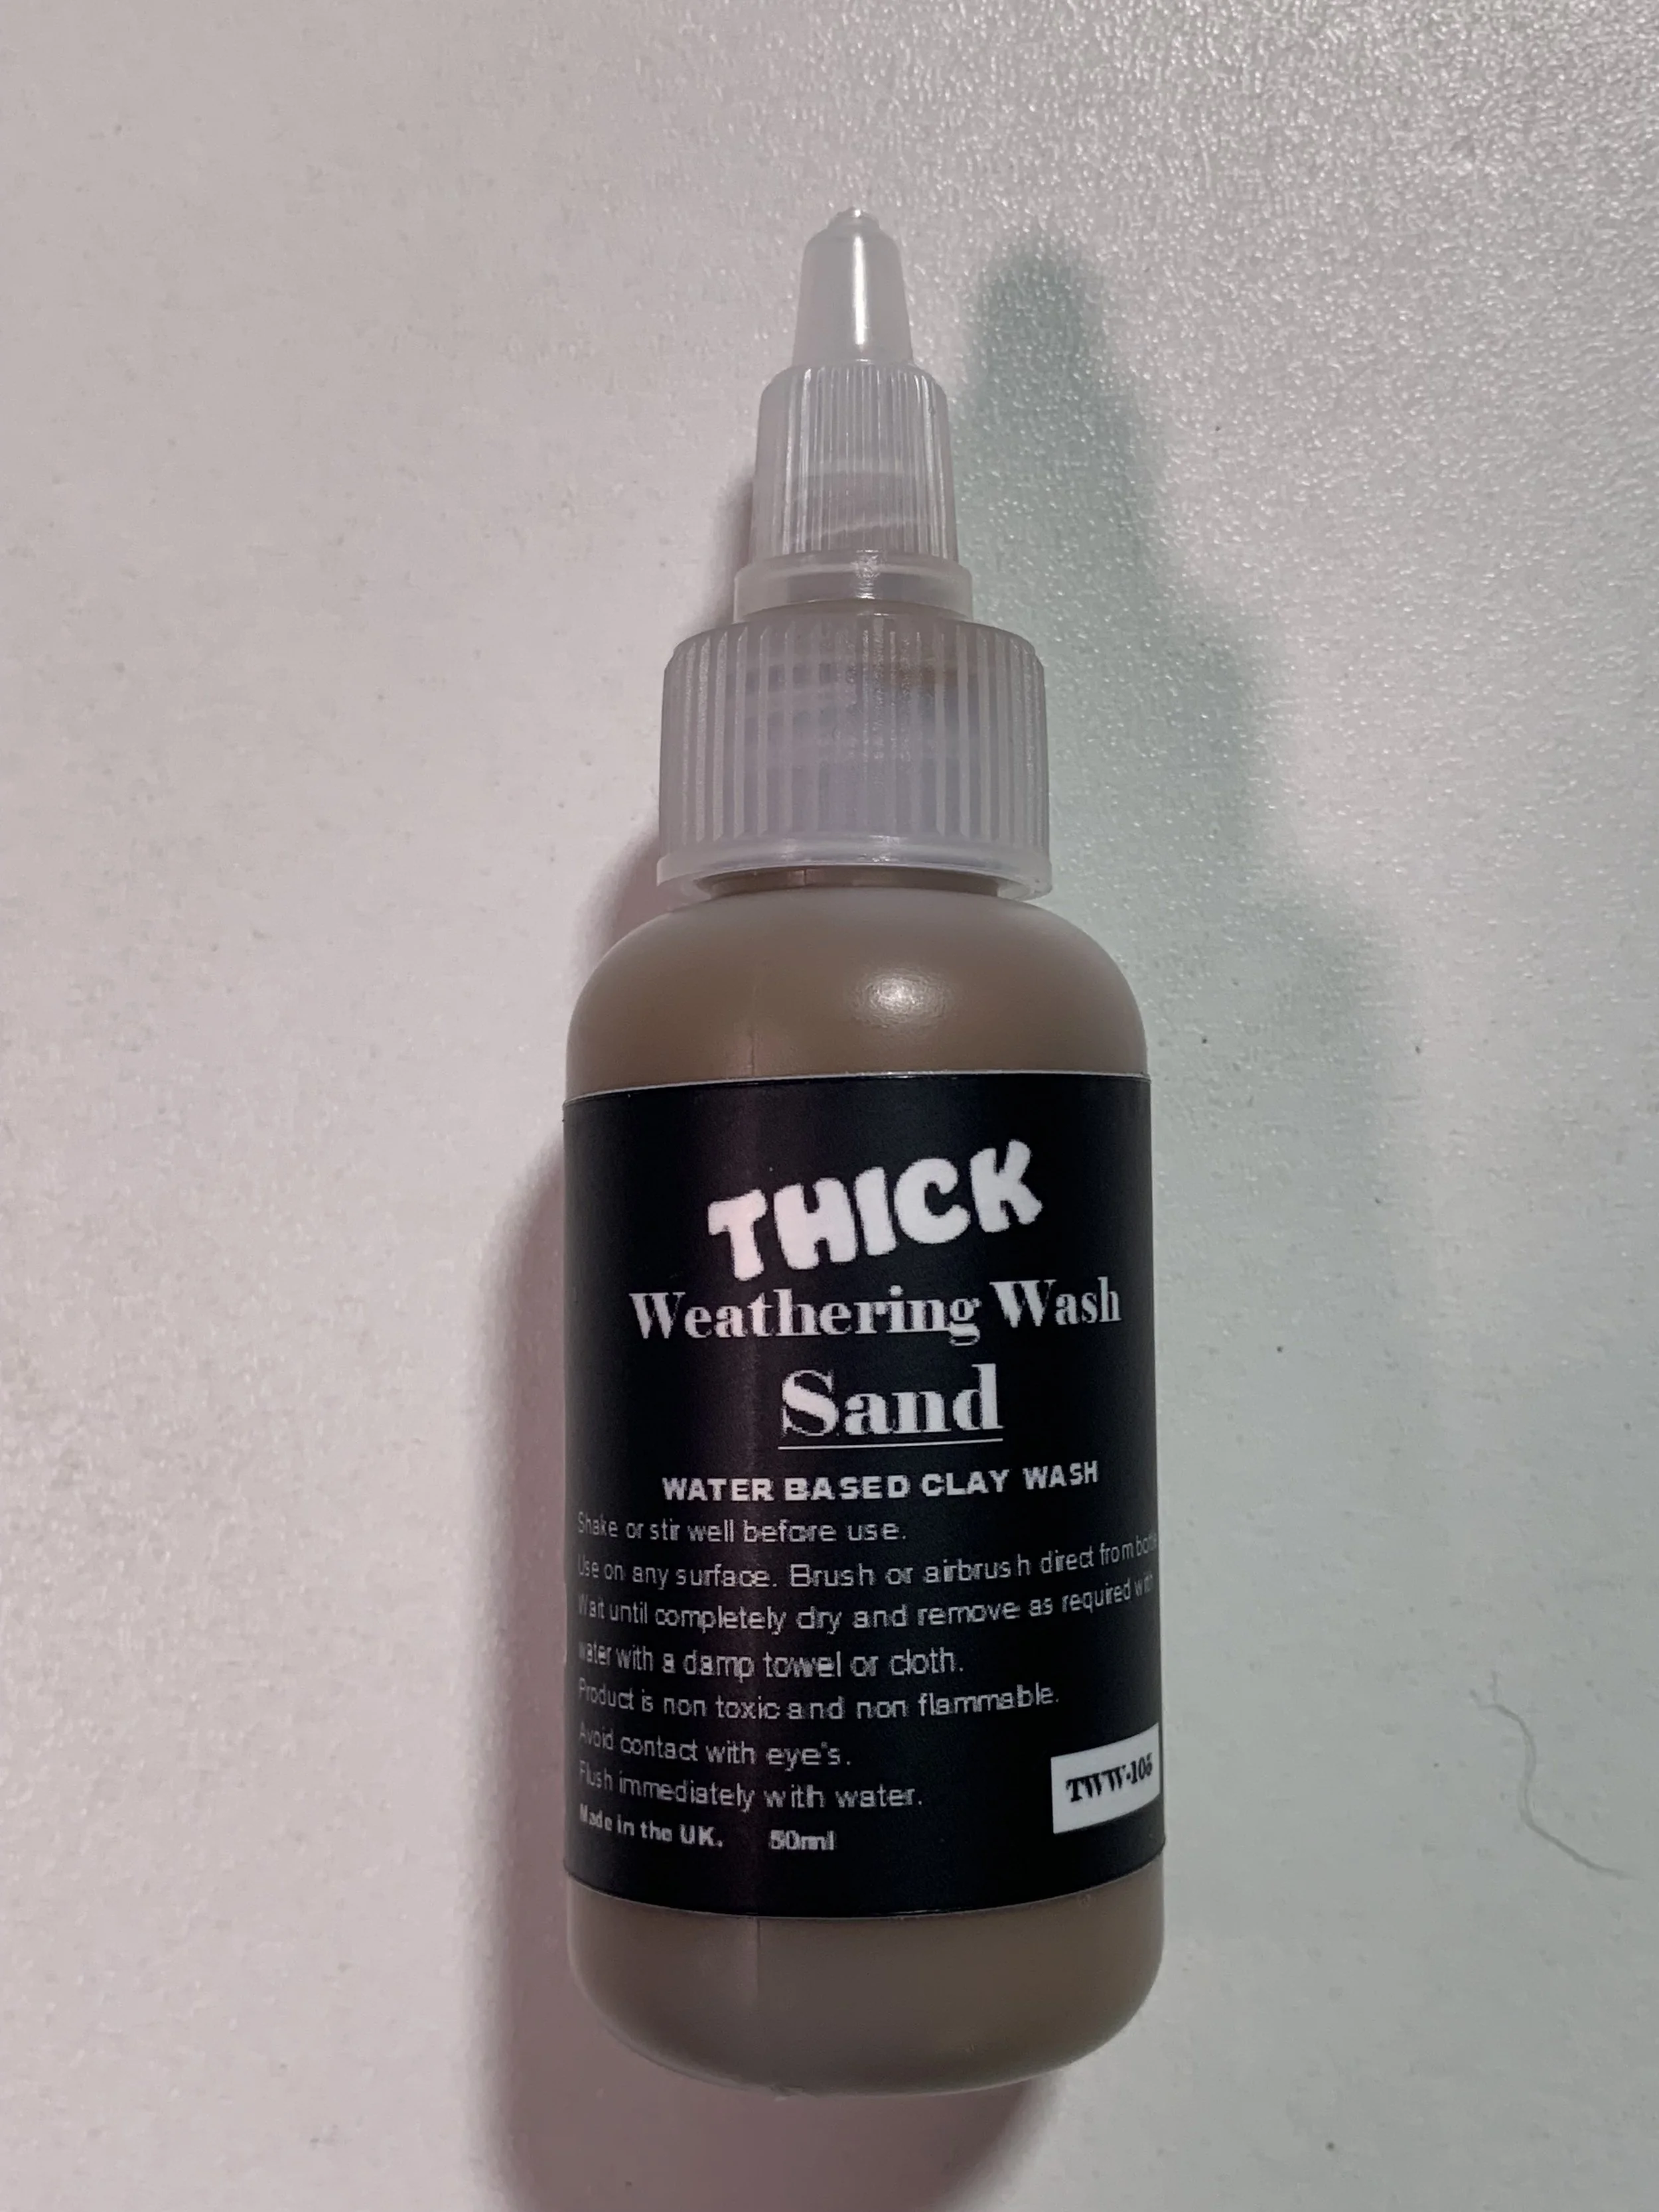 THICK
Weathering Wash
Sand
WATER BASED CLAY WASH
Shake or stir well before use.
Use on any surface. Brush or airbrush direct from
Wait until completely dry and remove as required with
water with a damp towel or cloth.
Product is non toxic and non flammable.
Avoid contact with eye's.
Flush immediately with water.
TWW-105
Made in the UK. 50ml